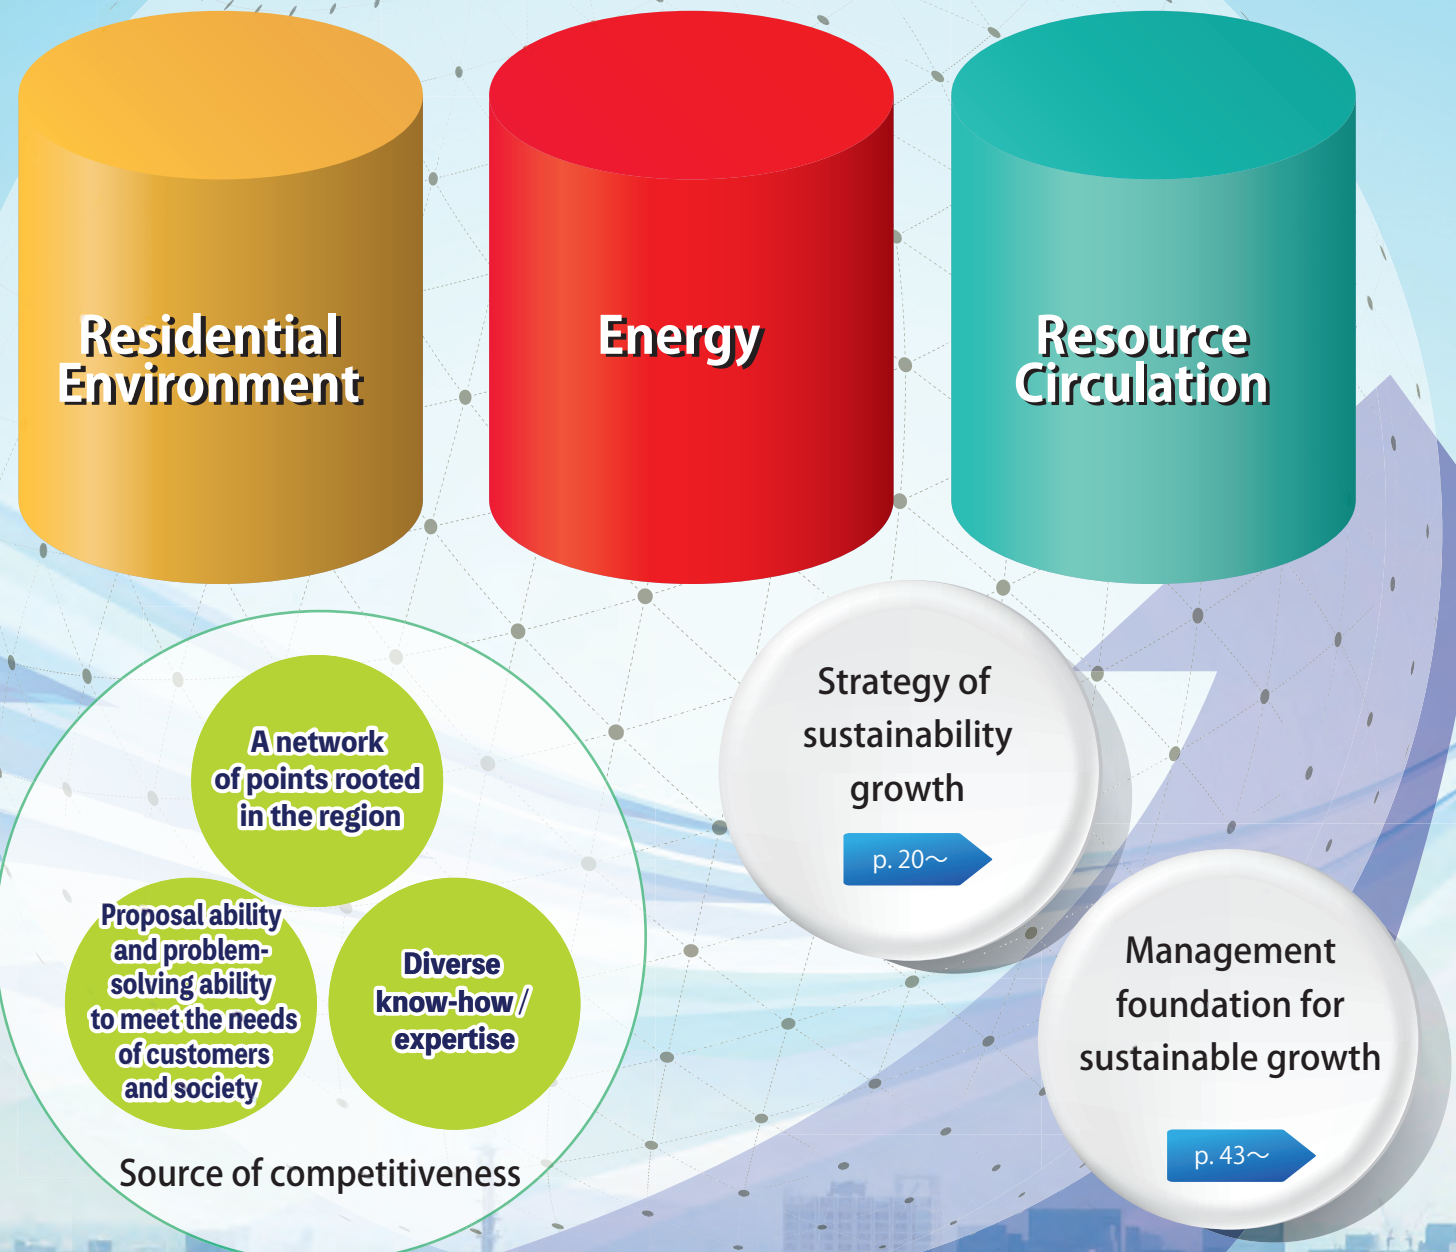 Residential
Environment
Energy
Resource
Circulation
A network
of points rooted
in the region
Proposal ability
and problem-
solving ability
to meet the needs
of customers
and society
Diverse
know-how /
expertise
Source of competitiveness
Strategy of
sustainability
growth
p. 20～
Management
foundation for
sustainable growth
p. 43～